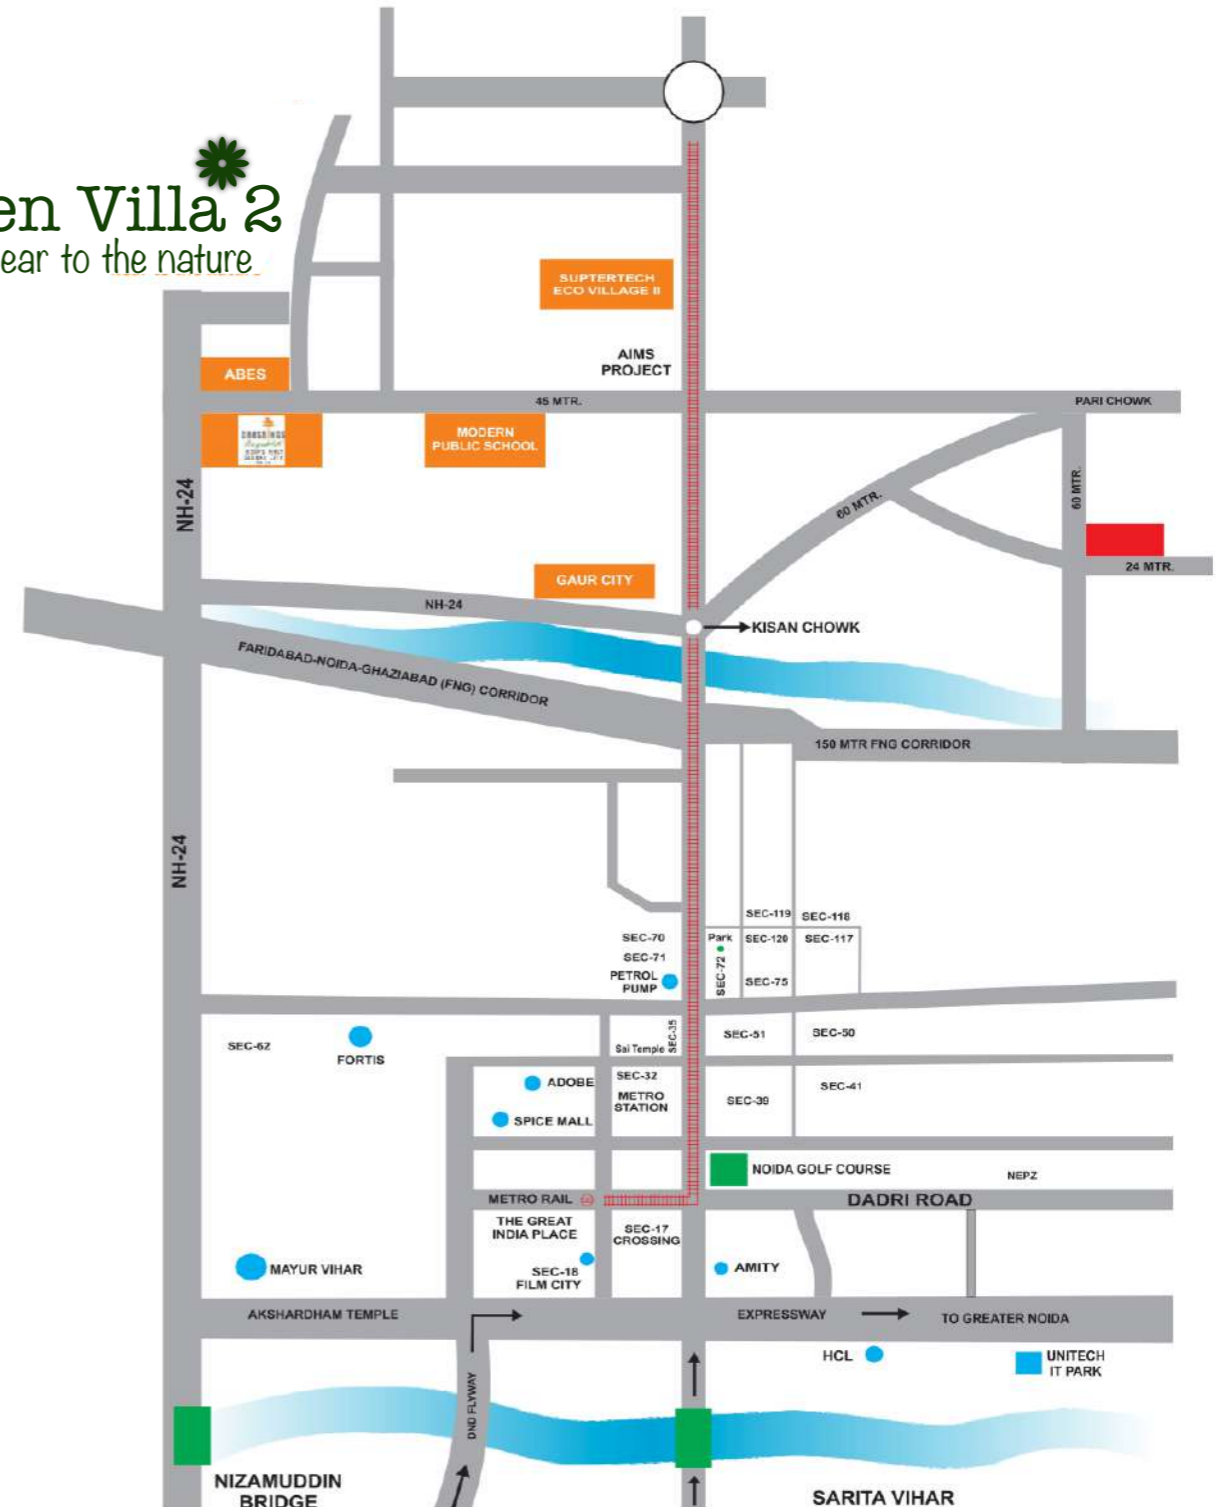 en Villa 2
ear to the nature
SUPTERTECH
ECO VILLAGE II
AIMS
PROJECT
ABES
45 MTR.
PARI CHOWK
MODERN
PUBLIC SCHOOL
NH-24
60 MTR.
60 MTR.
24 MTR.
GAUR CITY
NH-24
KISAN CHOWK
FARIDABAD-NOIDA-GHAZIABAD (FNG) CORRIDOR
150 MTR FNG CORRIDOR
NH-24
SEC-119
SEC-118
SEC-70
Park
SEC-120
SEC-117
SEC-71
PETROL
PUMP
SEC-72
SEC-75
SEC-62
FORTIS
Sai Temple
SEC-35
SEC-51
SEC-50
ADOBE
SEC-32
METRO
STATION
SEC-39
SEC-41
SPICE MALL
NOIDA GOLF COURSE
NEPZ
METRO RAIL
DADRI ROAD
THE GREAT
INDIA PLACE
SEC-17
CROSSING
MAYUR VIHAR
SEC-18
FILM CITY
AMITY
AKSHARDHAM TEMPLE
EXPRESSWAY
TO GREATER NOIDA
HCL
UNITECH
IT PARK
DND FLYWAY
NIZAMUDDIN
BRIDGE
SARITA VIHAR